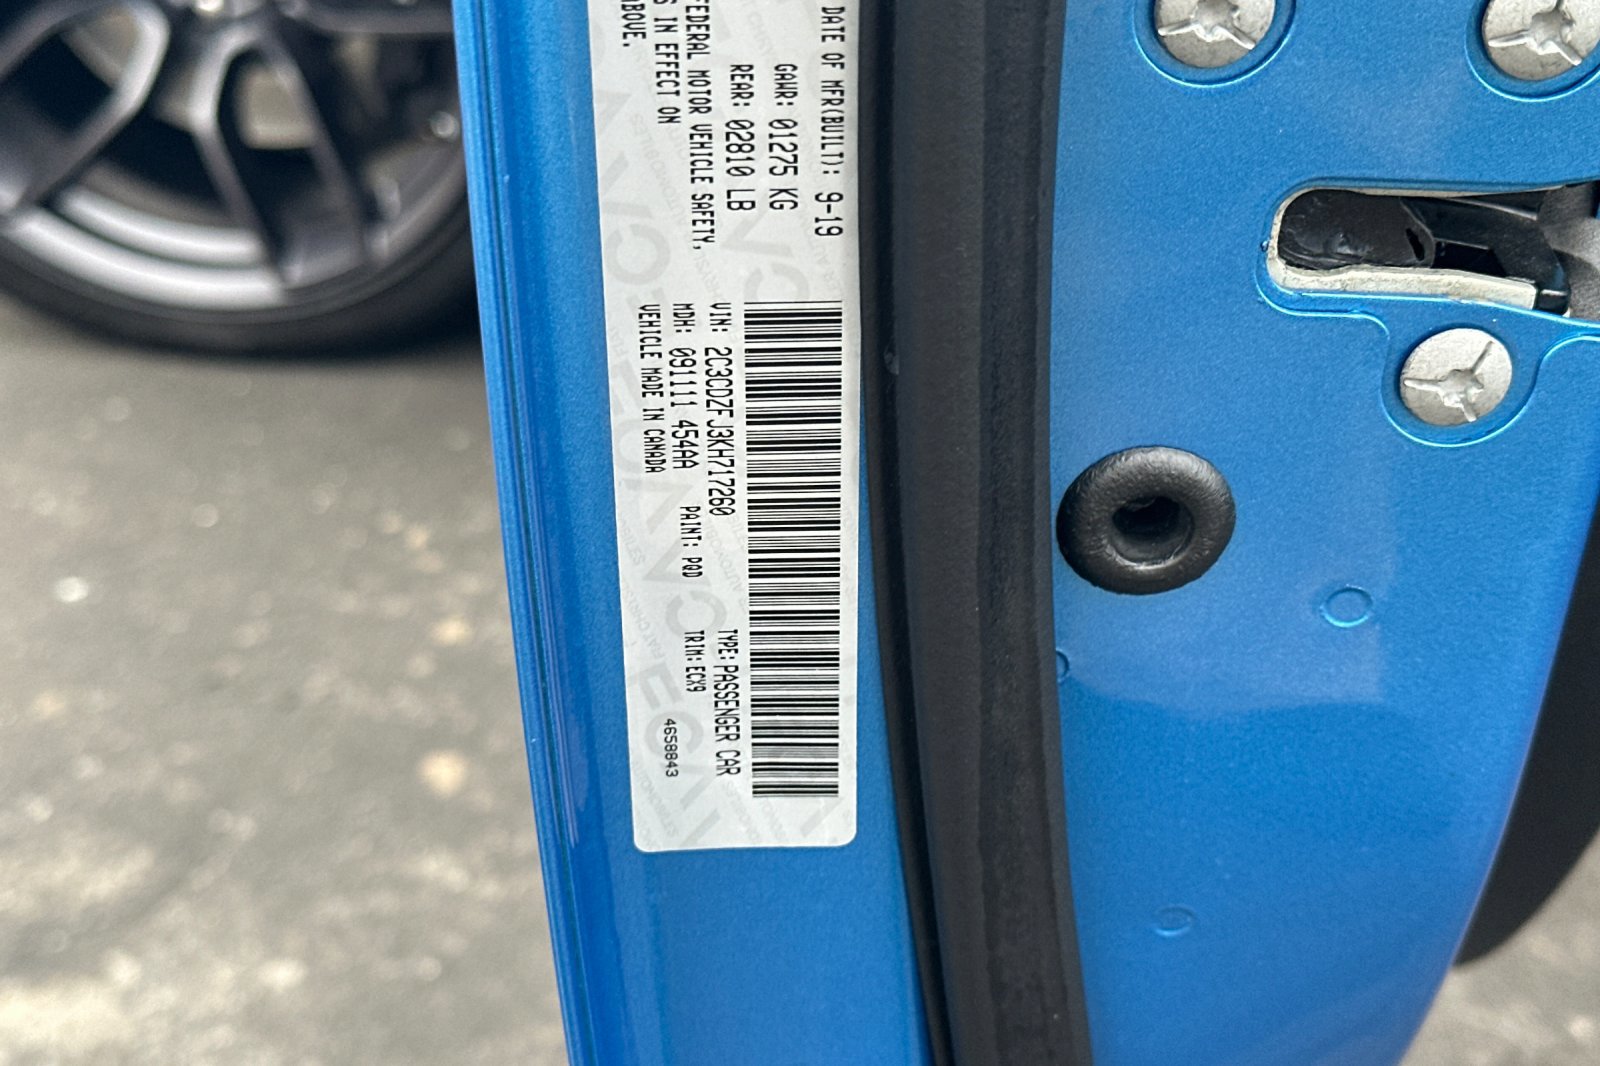 DATE OF MFR(BUILT): 9-19
GAWR: 01275 KG
REAR: 02810 LB
FEDERAL MOTOR VEHICLE SAFETY,
S IN EFFECT ON
ABOVE.
VIN: 2C3CDZFJ3KH717260
TYPE: PASSENGER CAR
MDH: 091111 454AA
PAINT: PQD
TRIM: ECX9
VEHICLE MADE IN CANADA
4658843